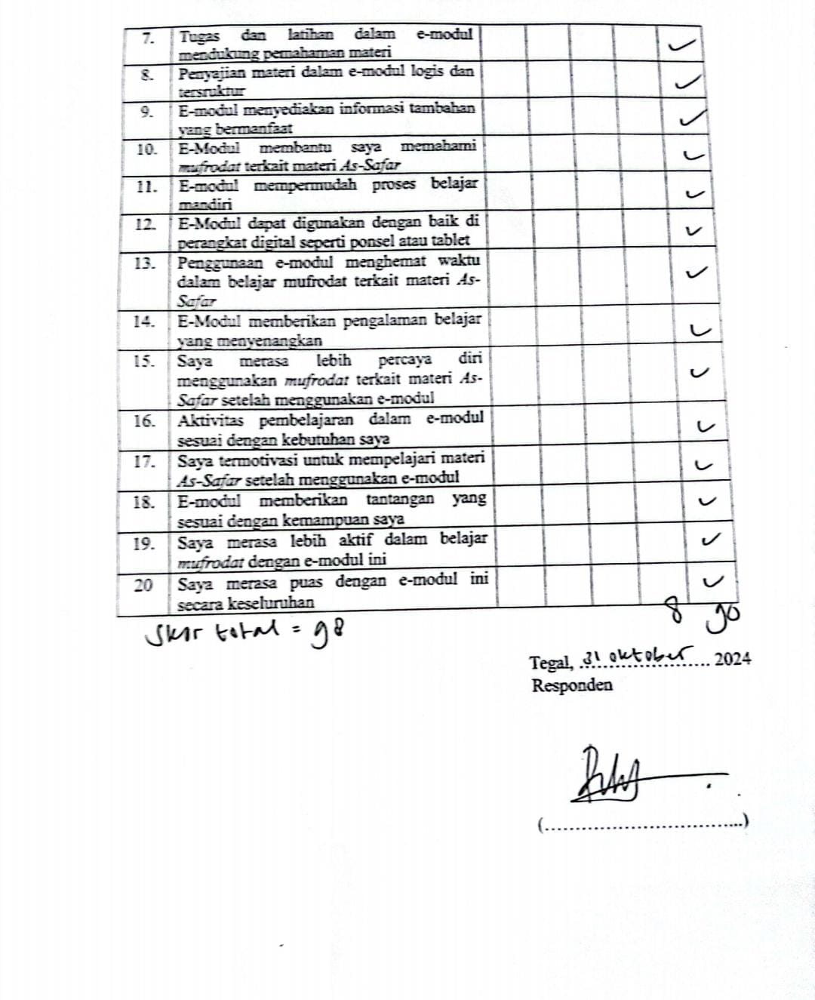 7. Tugas dan latihan dalam e-modul
mendukung pemahaman materi
8. Penyajian materi dalam e-modul logis dan
tersruktur
9. E-modul menyediakan informasi tambahan
yang bermanfaat
10. E-Modul membantu saya memahami
mufrodat terkait materi As-Safar
11. E-modul mempermudah proses belajar
mandiri
12. E-Modul dapat digunakan dengan baik di
perangkat digital seperti ponsel atau tablet
13. Penggunaan e-modul menghemat waktu
dalam belajar mufrodat terkait materi As-
Safar
14. E-Modul memberikan pengalaman belajar
yang menyenangkan
15. Saya merasa lebih percaya diri
menggunakan mufrodat terkait materi As-
Safar setelah menggunakan e-modul
16. Aktivitas pembelajaran dalam e-modul
sesuai dengan kebutuhan saya
17. Saya termotivasi untuk mempelajari materi
As-Safar setelah menggunakan e-modul
18. E-modul memberikan tantangan yang
sesuai dengan kemampuan saya
19. Saya merasa lebih aktif dalam belajar
mufrodat dengan e-modul ini
20 Saya merasa puas dengan e-modul ini
secara keseluruhan
8 90
Skor total = 98
Tegal, 31 oktober 2024
Responden
(................................)